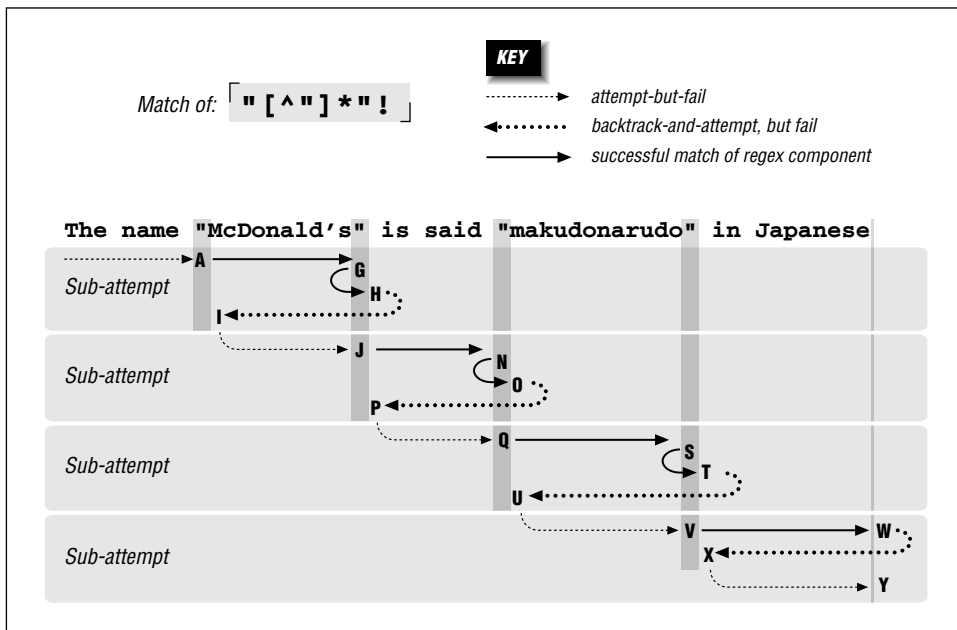 KEY
Match of: "[^"]*"!
attempt-but-fail
backtrack-and-attempt, but fail
successful match of regex component
The name "McDonald’s" is said "makudonarudo" in Japanese
A
G
Sub-attempt
H
I
J
N
Sub-attempt
O
P
Q
S
Sub-attempt
T
U
V W
X
Sub-attempt
Y